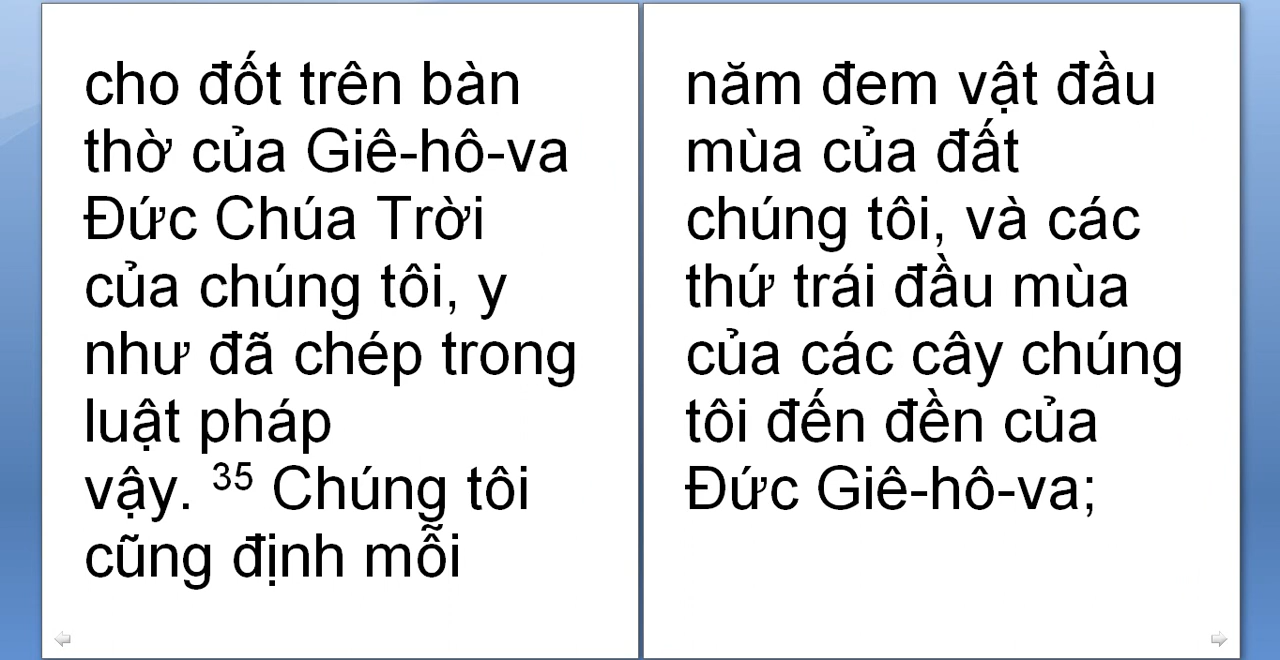 cho đốt trên bàn
thờ của Giê-hô-va
Đức Chúa Trời
của chúng tôi, y
như đã chép trong
luật pháp
vậy. 35 Chúng tôi
cũng định mỗi
năm đem vật đầu
mùa của đất
chúng tôi, và các
thứ trái đầu mùa
của các cây chúng
tôi đến đền của
Đức Giê-hô-va;